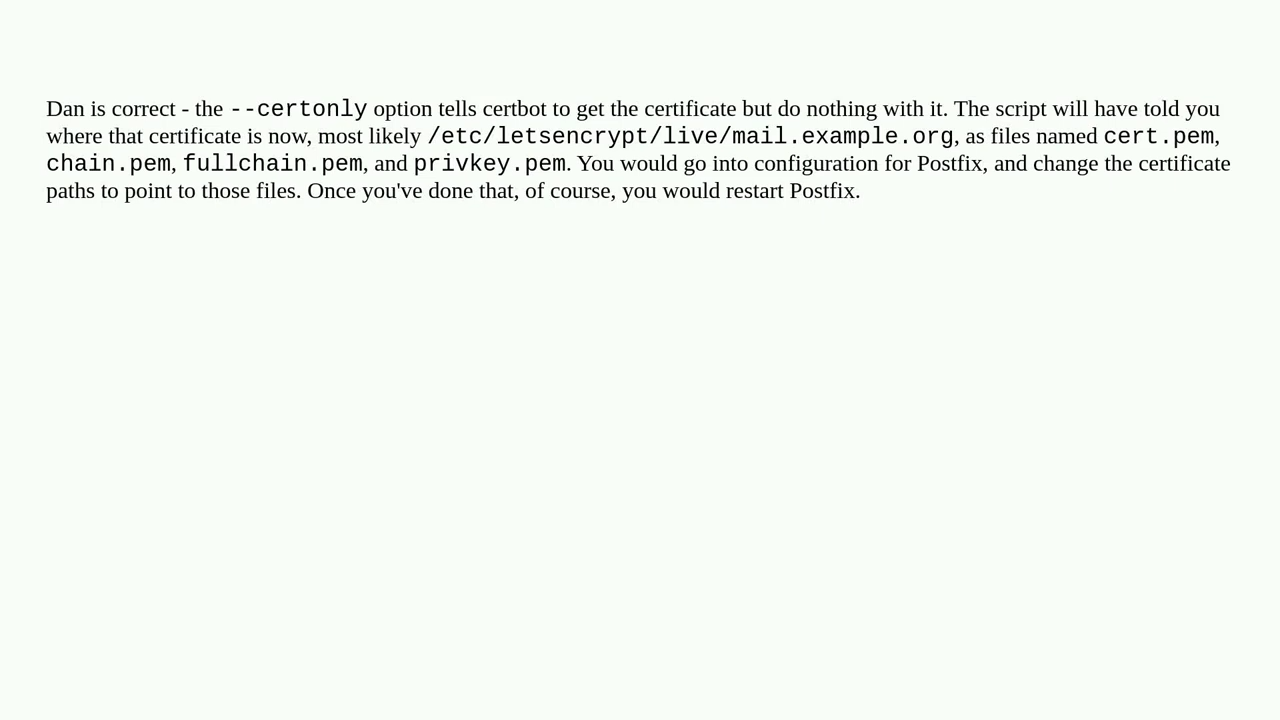 Dan is correct - the --certonly option tells certbot to get the certificate but do nothing with it. The script will have told you
where that certificate is now, most likely /etc/letsencrypt/live/mail.example.org, as files named cert.pem,
chain.pem, fullchain.pem, and privkey.pem. You would go into configuration for Postfix, and change the certificate
paths to point to those files. Once you've done that, of course, you would restart Postfix.